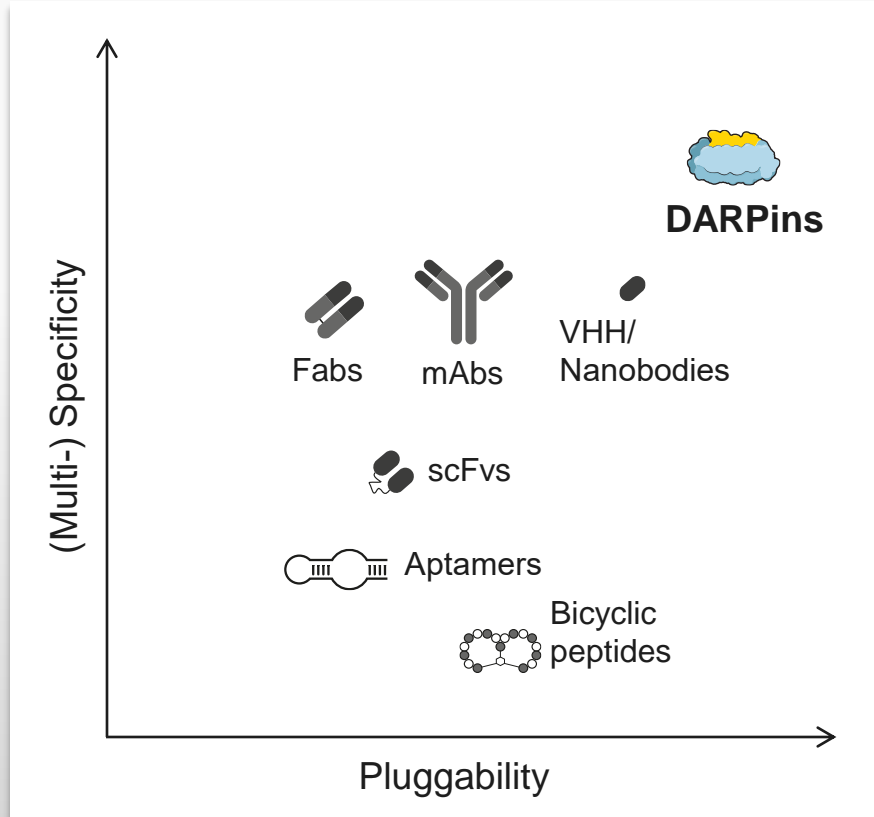 (Multi-) Specificity
DARPins
Fabs
mAbs
VHH/
Nanobodies
scFvs
Aptamers
Bicyclic
peptides
Pluggability